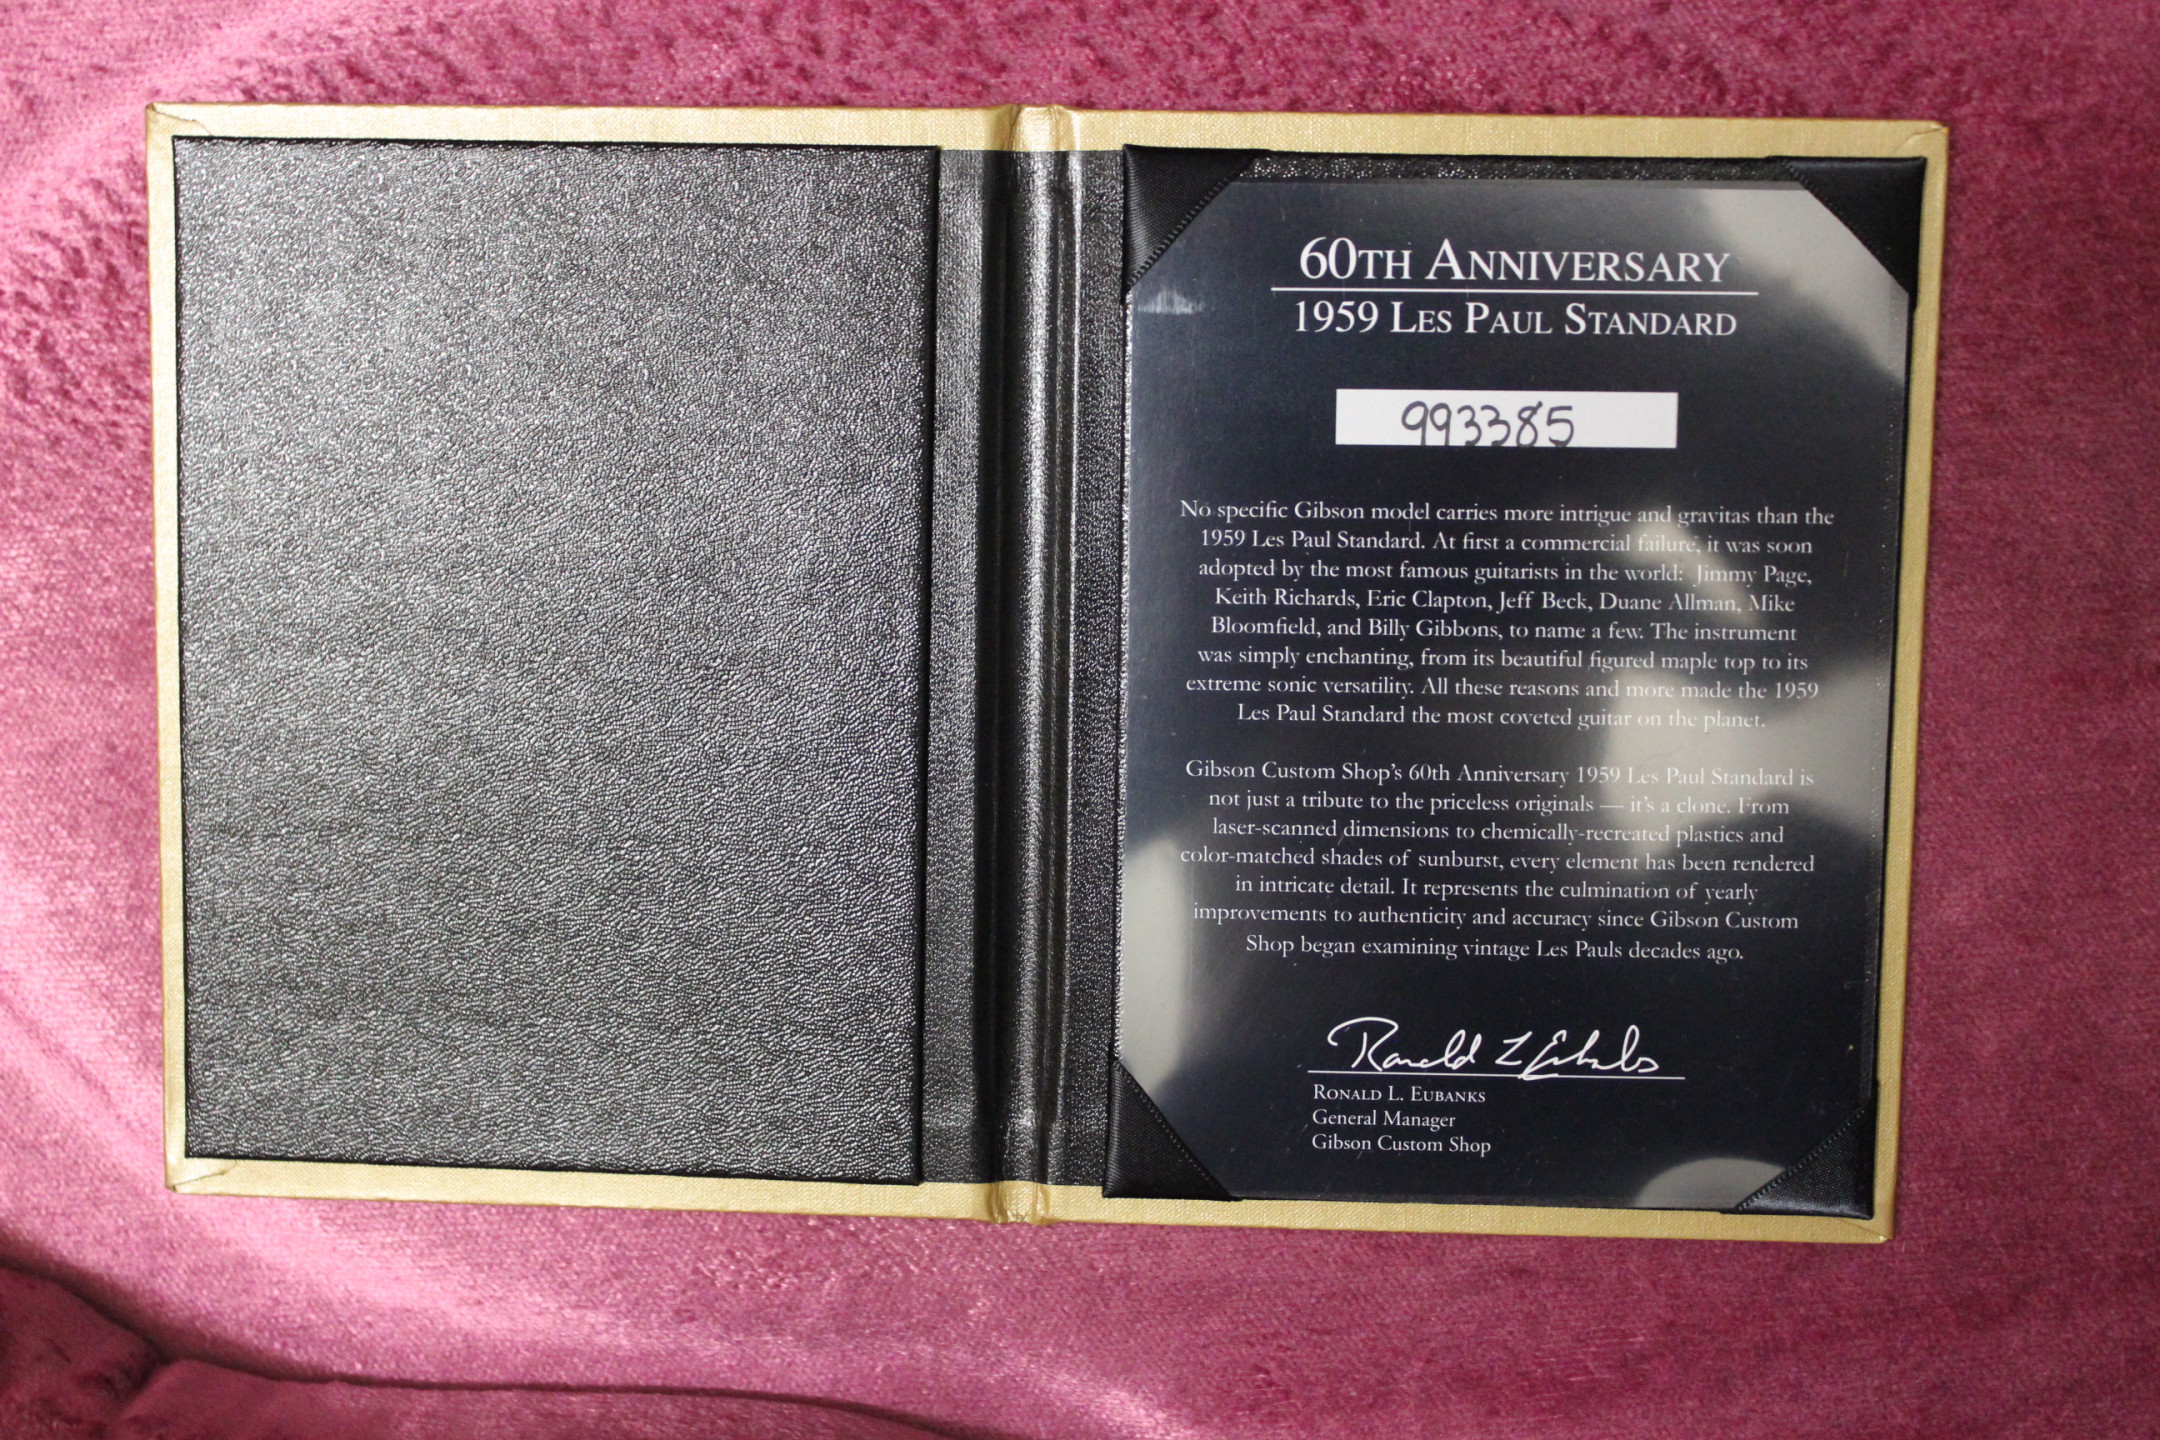 60TH ANNIVERSARY
1959 LES PAUL STANDARD
993385
No specific Gibson model carries more intrigue and gravitas than the
1959 Les Paul Standard. At first a commercial failure, it was soon
adopted by the most famous guitarists in the world: Jimmy Page,
Keith Richards, Eric Clapton, Jeff Beck, Duane Allman, Mike
Bloomfield, and Billy Gibbons, to name a few. The instrument
was simply enchanting, from its beautiful figured maple top to its
extreme sonic versatility. All these reasons and more made the 1959
Les Paul Standard the most coveted guitar on the planet.
Gibson Custom Shop's 60th Anniversary 1959 Les Paul Standard is
not just a tribute to the priceless originals — it's a clone. From
laser-scanned dimensions to chemically-recreated plastics and
color-matched shades of sunburst, every element has been rendered
in intricate detail. It represents the culmination of yearly
improvements to authenticity and accuracy since Gibson Custom
Shop began examining vintage Les Pauls decades ago.
Ronald L Eubanks
RONALD L. EUBANKS
General Manager
Gibson Custom Shop